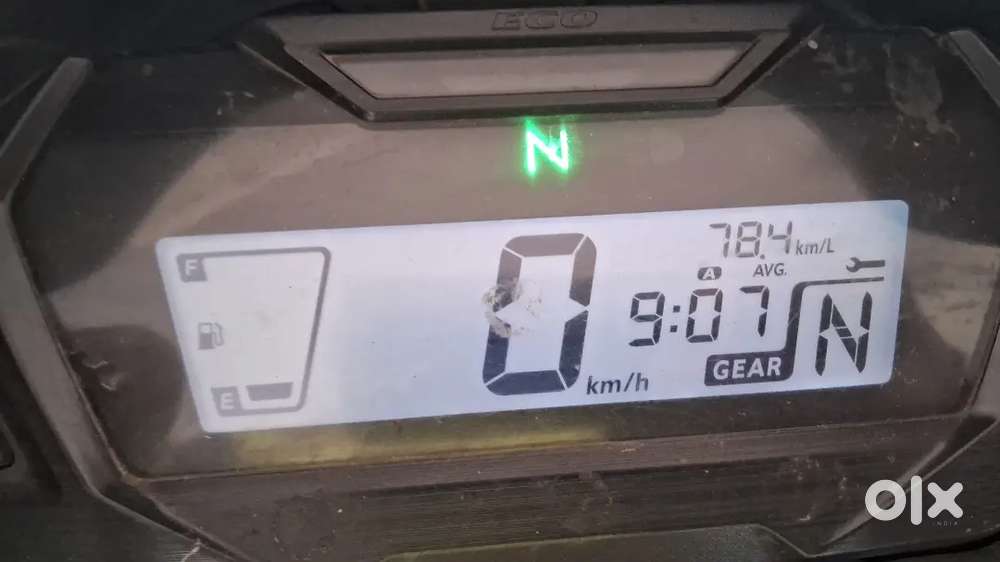 ECO
N
78.4 km/L
F
A AVG.
0 km/h
9:07
N
E
GEAR
olx
INDIA